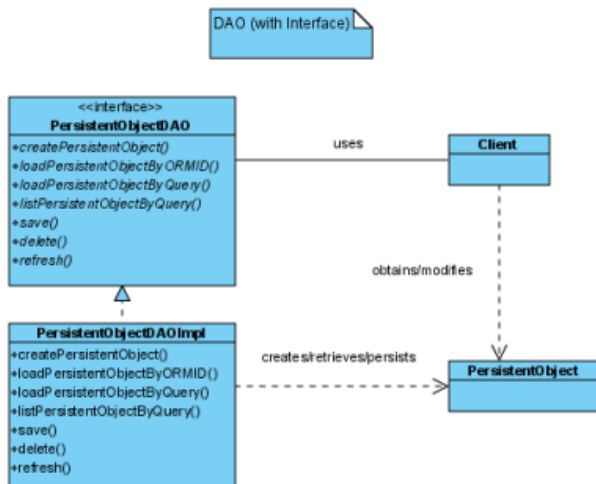 DAO (with Interface)
<<interface>>
PersistentObjectDAO
+createPersistentObject()
+loadPersistentObjectByORMID()
+loadPersistentObjectByQuery()
+listPersistentObjectByQuery()
+save()
+delete()
+refresh()
uses
Client
obtains/modifies
PersistentObjectDAOImpl
+createPersistentObject()
+loadPersistentObjectByORMID()
+loadPersistentObjectByQuery()
+listPersistentObjectByQuery()
+save()
+delete()
+refresh()
creates/retrieves/persists
PersistentObject